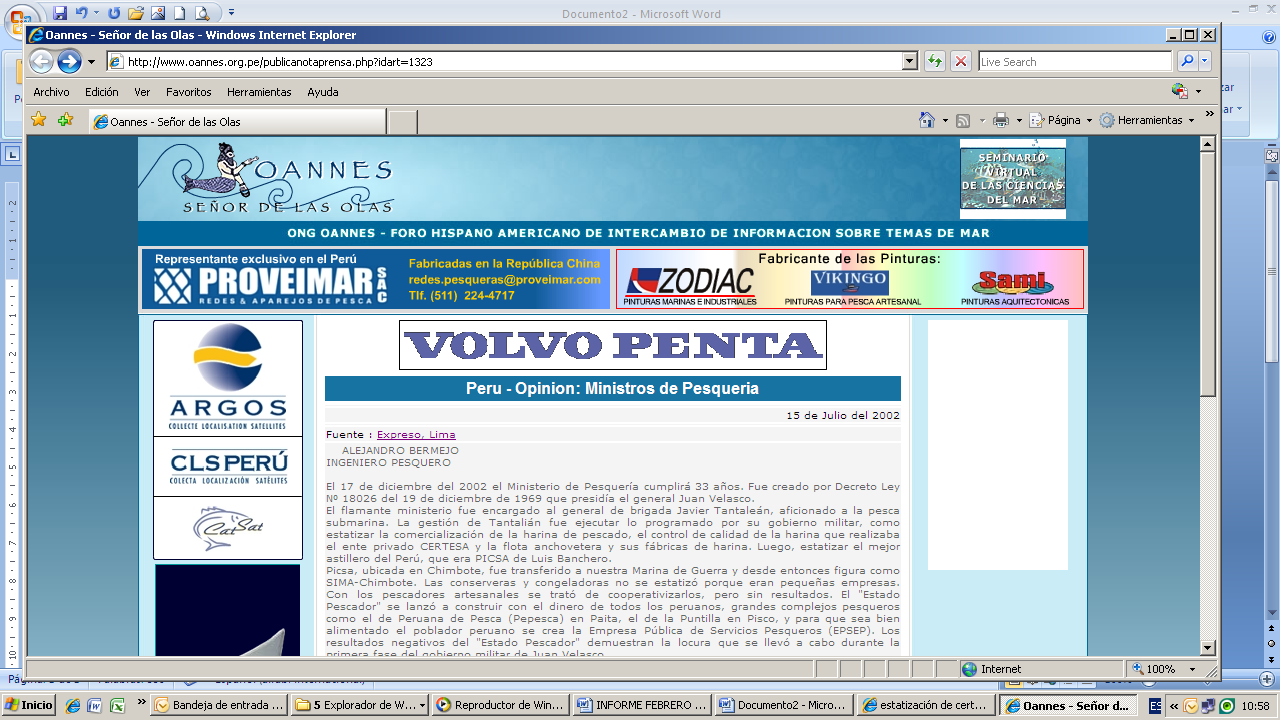 Documento2 - Microsoft Word
Oannes - Señor de las Olas - Windows Internet Explorer
http://www.oannes.org.pe/publicanotaprensa.php?idart=1323
Live Search
Archivo Edición Ver Favoritos Herramientas Ayuda
Oannes - Señor de las Olas
Página Herramientas
OANNES
SEÑOR DE LAS OLAS
SEMINARIO
VIRTUAL
DE LAS CIENCIAS
DEL MAR
ONG OANNES - FORO HISPANO AMERICANO DE INTERCAMBIO DE INFORMACION SOBRE TEMAS DE MAR
Representante exclusivo en el Perú
PROVEIMAR SAC
REDES & APAREJOS DE PESCA
Fabricadas en la República China
redes.pesqueras@proveimar.com
Tlf. (511) 224-4717
Fabricante de las Pinturas:
ZODIAC
PINTURAS MARINAS E INDUSTRIALES
VIKINGO
PINTURAS PARA PESCA ARTESANAL
Sami
PINTURAS AQUITECTONICAS
ARGOS
COLLECTE LOCALISATION SATELLITES
CLSPERÚ
COLECTA LOCALIZACIÓN SATÉLITES
CatSat
VOLVO PENTA
Peru - Opinion: Ministros de Pesqueria
15 de Julio del 2002
Fuente : Expreso, Lima
ALEJANDRO BERMEJO
INGENIERO PESQUERO
El 17 de diciembre del 2002 el Ministerio de Pesquería cumplirá 33 años. Fue creado por Decreto Ley
Nº 18026 del 19 de diciembre de 1969 que presidía el general Juan Velasco.
El flamante ministerio fue encargado al general de brigada Javier Tantaleán, aficionado a la pesca
submarina. La gestión de Tantalián fue ejecutar lo programado por su gobierno militar, como
estatizar la comercialización de la harina de pescado, el control de calidad de la harina que realizaba
el ente privado CERTESA y la flota anchovetera y sus fábricas de harina. Luego, estatizar el mejor
astillero del Perú, que era PICSA de Luis Banchero.
Picsa, ubicada en Chimbote, fue transferido a nuestra Marina de Guerra y desde entonces figura como
SIMA-Chimbote. Las conserveras y congeladoras no se estatizó porque eran pequeñas empresas.
Con los pescadores artesanales se trató de cooperativizarlos, pero sin resultados. El "Estado
Pescador" se lanzó a construir con el dinero de todos los peruanos, grandes complejos pesqueros
como el de Peruana de Pesca (Pepesca) en Paita, el de la Puntilla en Pisco, y para que sea bien
alimentado el poblador peruano se crea la Empresa Pública de Servicios Pesqueros (EPSEP). Los
resultados negativos del "Estado Pescador" demuestran la locura que se llevó a cabo durante la
primera fase del gobierno militar de Juan Velasco.
Internet 100%
Inicio Bandeja de entrada ... 5 Explorador de W... Reproductor de Win... INFORME FEBRERO ... Documento2 - Micros... estatización de cert... Oannes - Señor d... ES 10:58